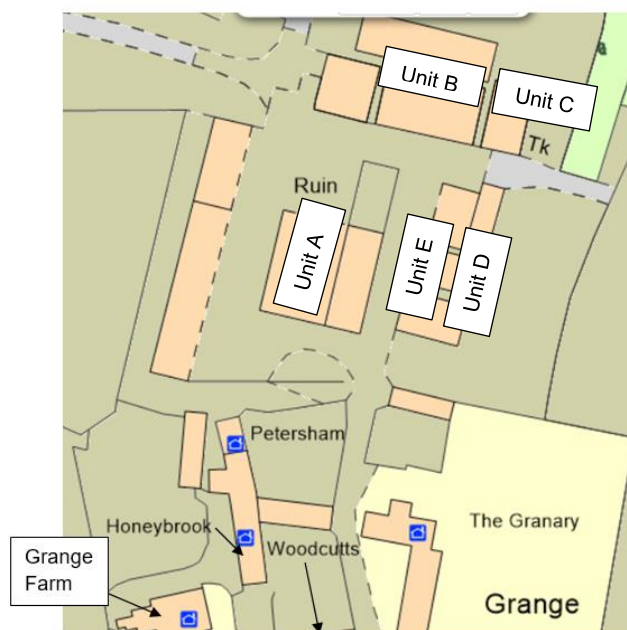 Unit B
Unit C
Tk
Ruin
Unit A
Unit E
Unit D
Petersham
Honeybrook
The Granary
Woodcutts
Grange
Farm
Grange